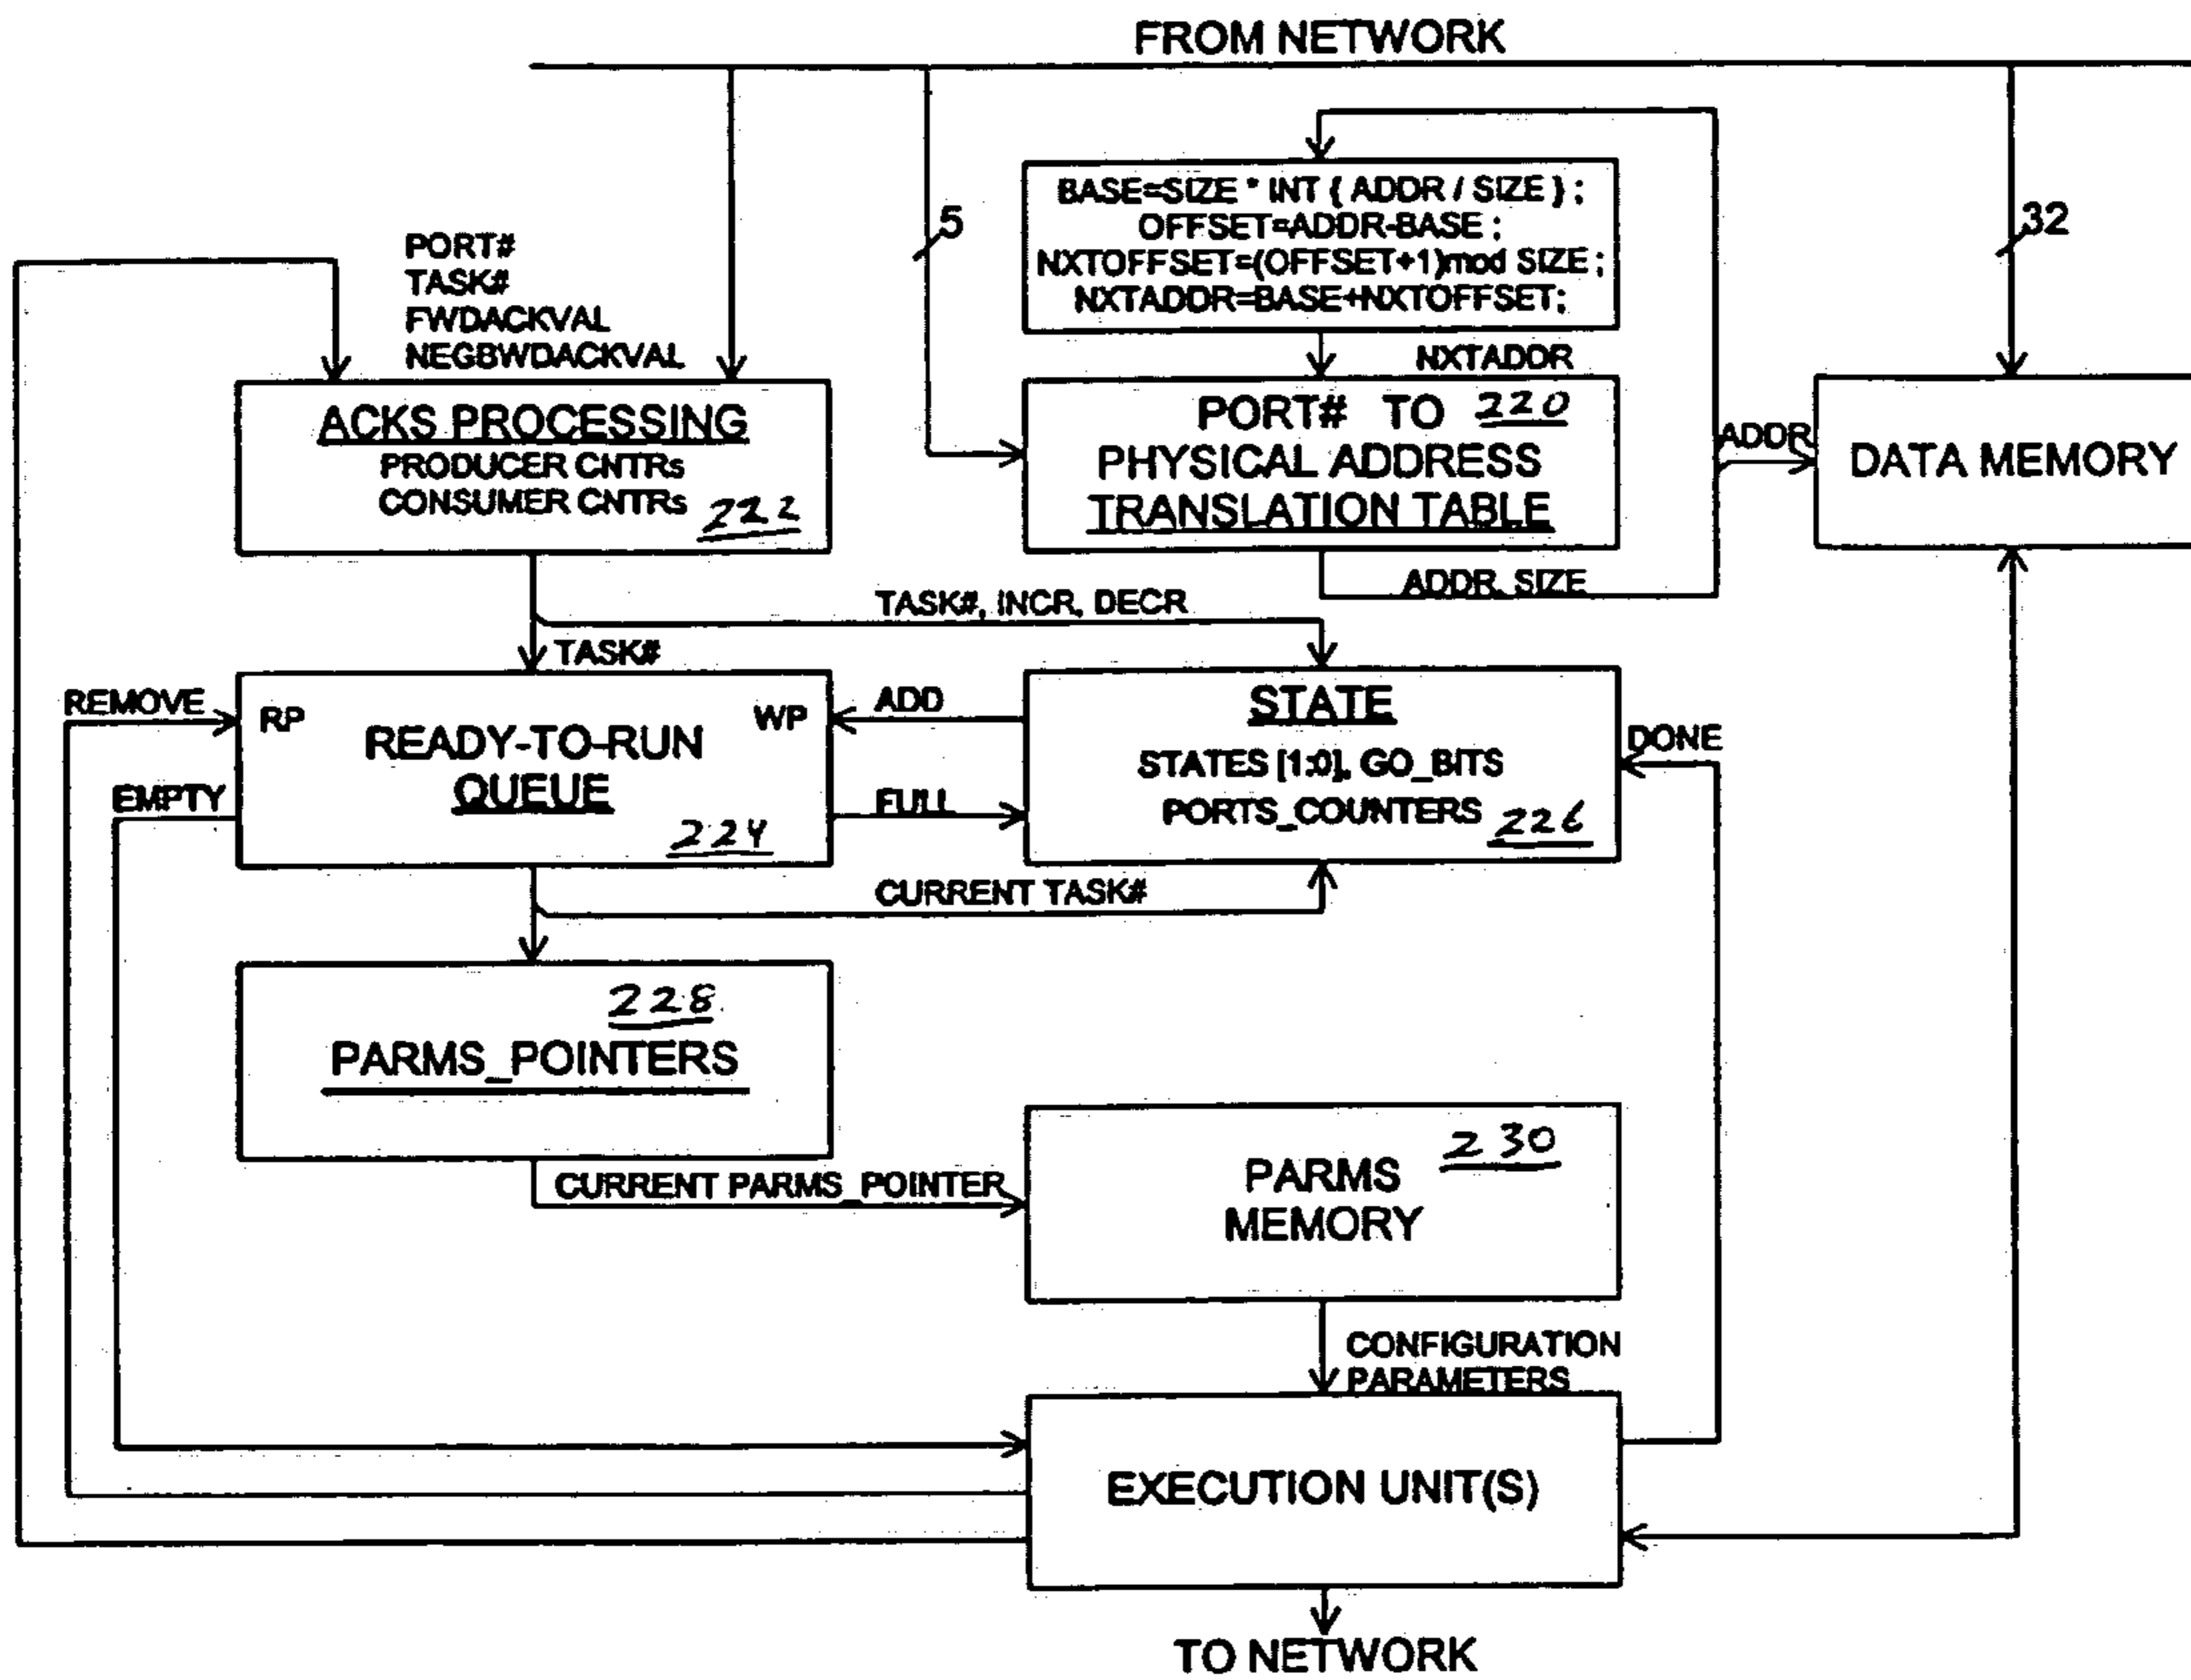 FROM NETWORK
BASE=SIZE * INT { ADDR / SIZE } ;
OFFSET=ADDR-BASE ;
NXTOFFSET=(OFFSET+1)mod SIZE ;
NXTADDR=BASE+NXTOFFSET;
5
32
PORT#
TASK#
FWDACKVAL
NEGBWDACKVAL
NXTADDR
ACKS PROCESSING
PRODUCER CNTRs
CONSUMER CNTRs
222
PORT# TO 220
PHYSICAL ADDRESS
TRANSLATION TABLE
ADDR
DATA MEMORY
ADDR, SIZE
TASK#, INCR, DECR
TASK#
REMOVE
RP
WP
READY-TO-RUN
QUEUE
224
EMPTY
ADD
FULL
STATE
STATES [1:0], GO_BITS
PORTS_COUNTERS
226
DONE
CURRENT TASK#
228
PARMS_POINTERS
CURRENT PARMS_POINTER
230
PARMS
MEMORY
CONFIGURATION
PARAMETERS
EXECUTION UNIT(S)
TO NETWORK